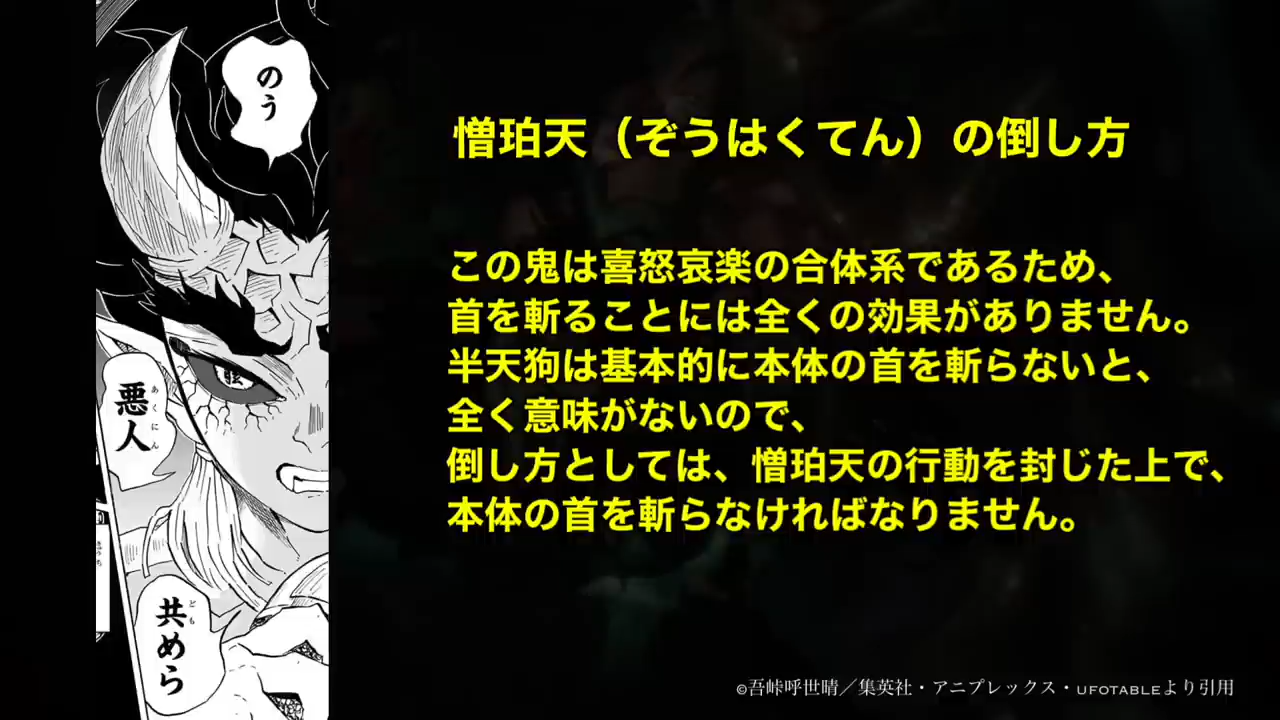 のう
悪人
あくにん
共めら
ども
憎珀天（ぞうはくてん）の倒し方
この鬼は喜怒哀楽の合体系であるため、
首を斬ることには全くの効果がありません。
半天狗は基本的に本体の首を斬らないと、
全く意味がないので、
倒し方としては、憎珀天の行動を封じた上で、
本体の首を斬らなければなりません。
©吾峠呼世晴／集英社・アニプレックス・UFOTABLEより引用